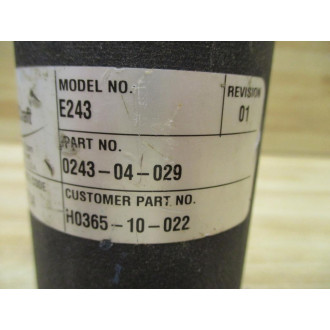 MODEL NO.
E243
REVISION
01
PART NO.
0243-04-029
CUSTOMER PART NO.
H0365-10-022